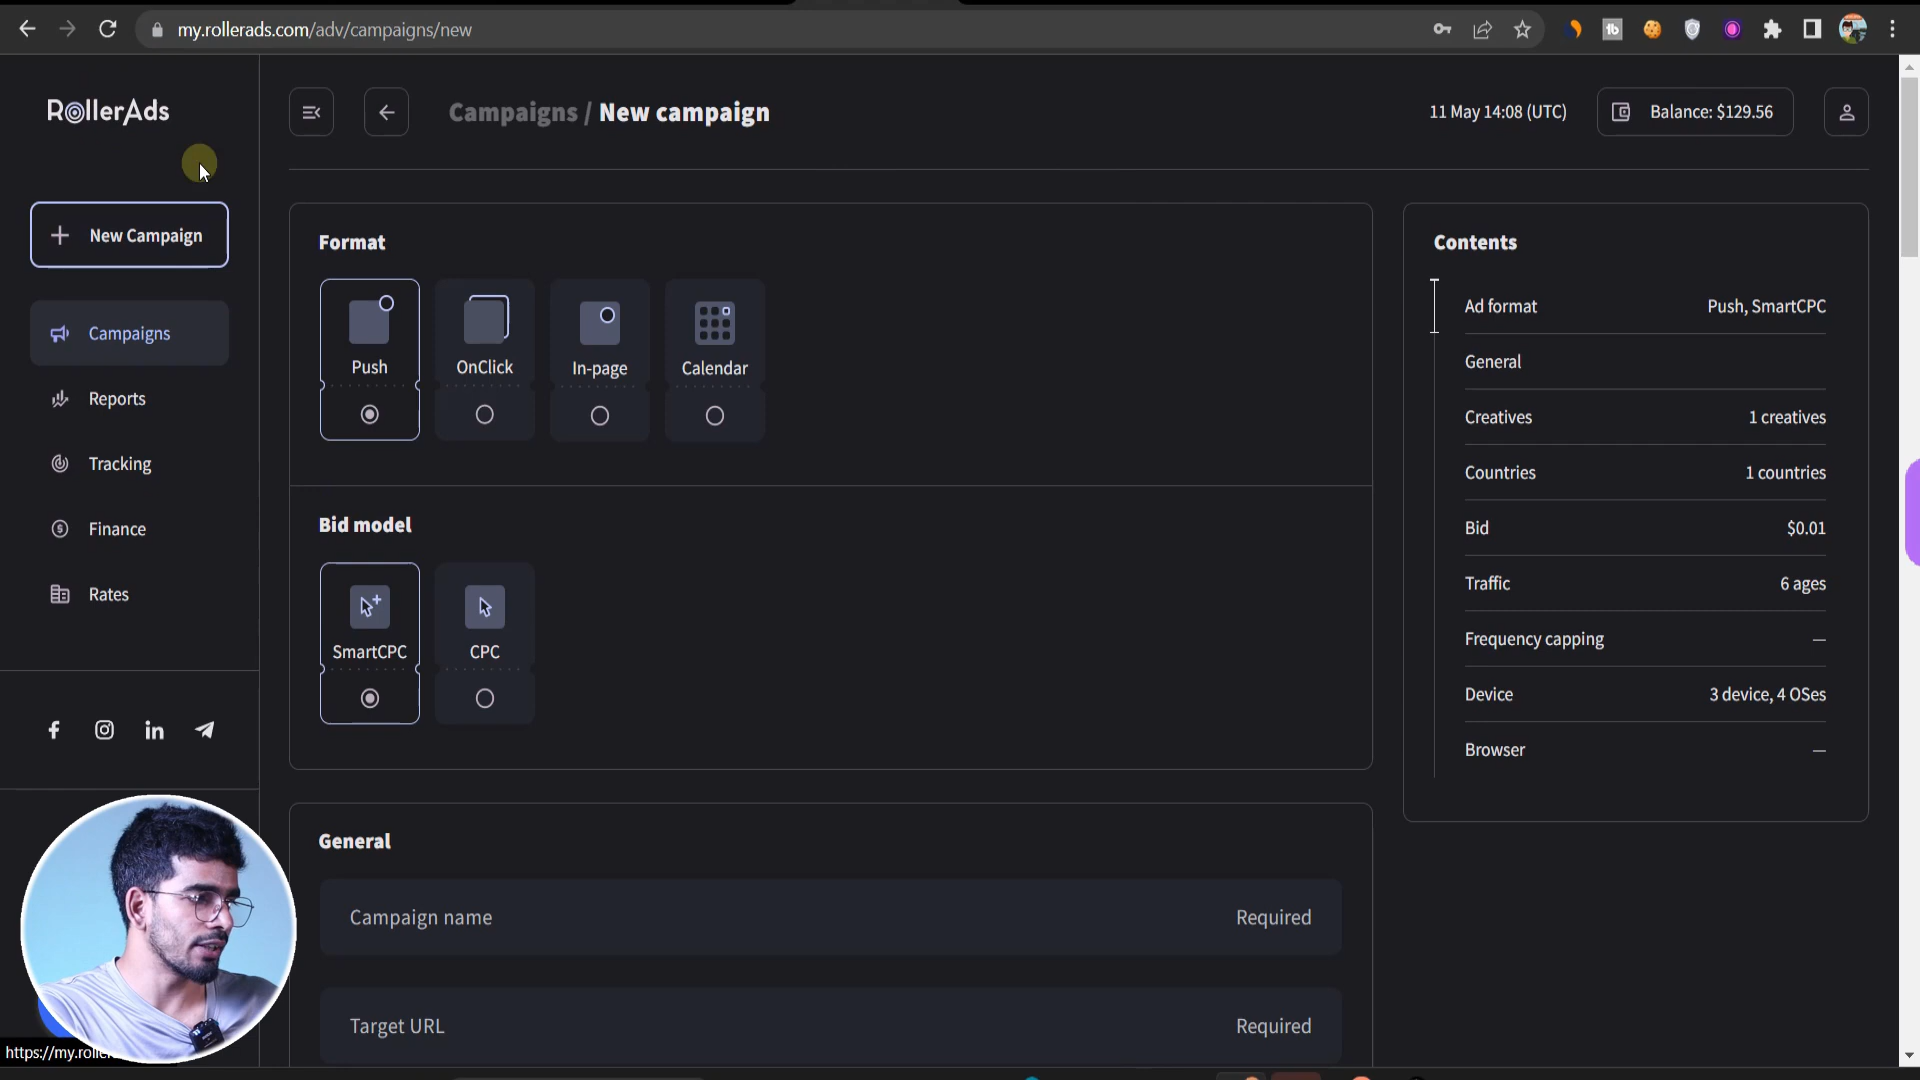 my.rollerads.com/adv/campaigns/new
RollerAds
Campaigns / New campaign
11 May 14:08 (UTC)
Balance: $129.56
New Campaign
Campaigns
Reports
Tracking
Finance
Rates
Format
Push
OnClick
In-page
Calendar
Bid model
SmartCPC
CPC
General
Campaign name Required
Target URL Required
Contents
Ad format Push, SmartCPC
General
Creatives 1 creatives
Countries 1 countries
Bid $0.01
Traffic 6 ages
Frequency capping —
Device 3 device, 4 OSes
Browser —